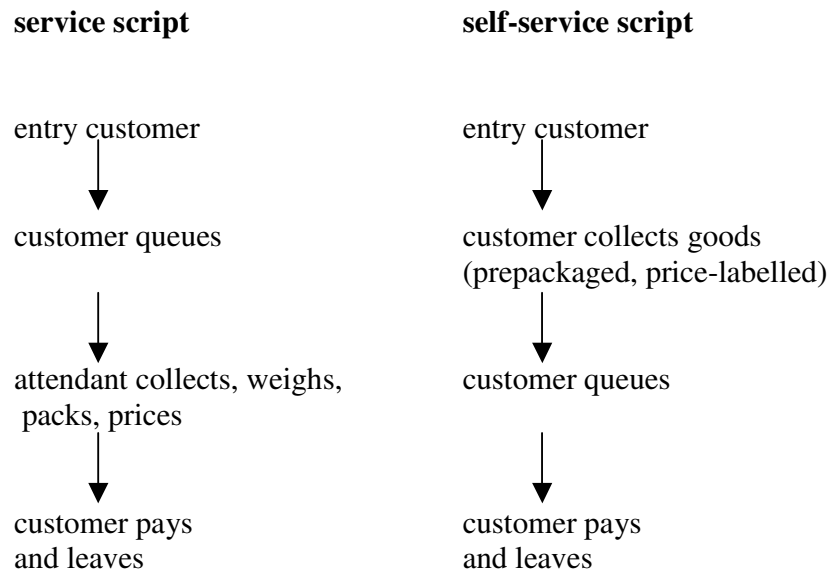 service script
entry customer
customer queues
attendant collects, weighs,
packs, prices
customer pays
and leaves
self-service script
entry customer
customer collects goods
(prepackaged, price-labelled)
customer queues
customer pays
and leaves